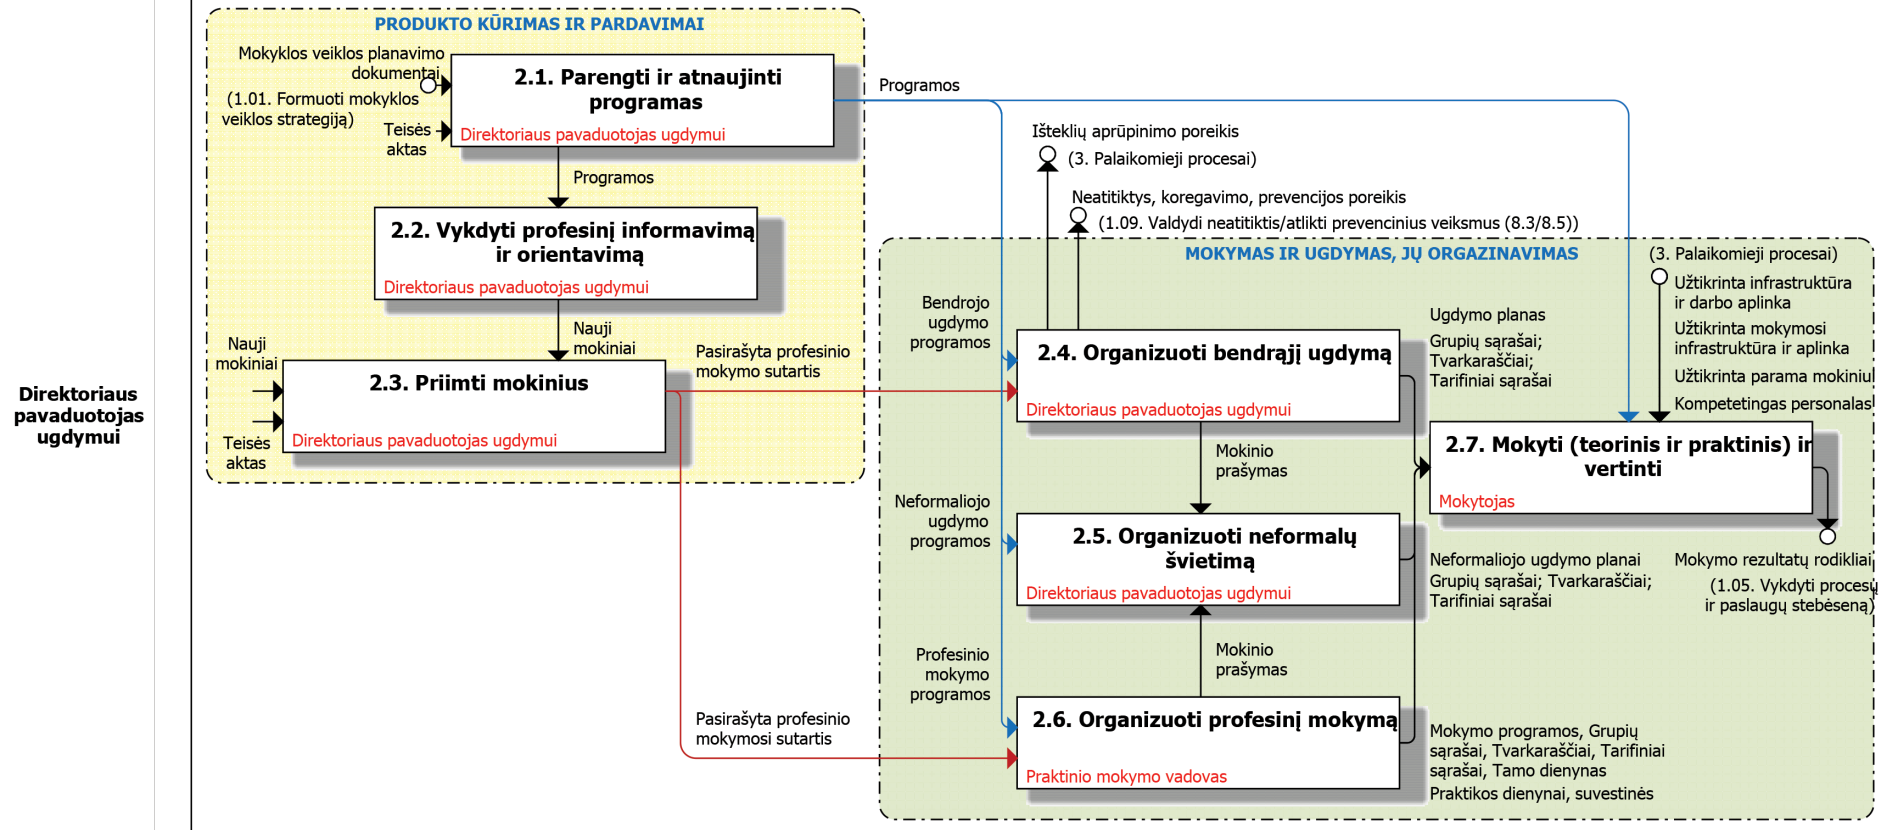 PRODUKTO KŪRIMAS IR PARDAVIMAI
Mokyklos veiklos planavimo
dokumentai
(1.01. Formuoti mokyklos
veiklos strategiją)
Teisės
aktas
2.1. Parengti ir atnaujinti
programas
Direktoriaus pavaduotojas ugdymui
Programos
Programos
2.2. Vykdyti profesinį informavimą
ir orientavimą
Direktoriaus pavaduotojas ugdymui
Nauji
mokiniai
Nauji
mokiniai
Teisės
aktas
2.3. Priimti mokinius
Direktoriaus pavaduotojas ugdymui
Pasirašyta profesinio
mokymo sutartis
Pasirašyta profesinio
mokymosi sutartis
Direktoriaus
pavaduotojas
ugdymui
Išteklių aprūpinimo poreikis
(3. Palaikomieji procesai)
Neatitiktys, koregavimo, prevencijos poreikis
(1.09. Valdydi neatitiktis/atlikti prevencinius veiksmus (8.3/8.5))
MOKYMAS IR UGDYMAS, JŲ ORGAZINAVIMAS
Bendrojo
ugdymo
programos
2.4. Organizuoti bendrąjį ugdymą
Direktoriaus pavaduotojas ugdymui
Ugdymo planas
Grupių sąrašai;
Tvarkaraščiai;
Tarifiniai sąrašai
(3. Palaikomieji procesai)
Užtikrinta infrastruktūra
ir darbo aplinka
Užtikrinta mokymosi
infrastruktūra ir aplinka
Užtikrinta parama mokiniui
Kompetetingas personalas
Mokinio
prašymas
2.7. Mokyti (teorinis ir praktinis) ir
vertinti
Mokytojas
Neformaliojo
ugdymo
programos
2.5. Organizuoti neformalų
švietimą
Direktoriaus pavaduotojas ugdymui
Neformaliojo ugdymo planai
Grupių sąrašai; Tvarkaraščiai;
Tarifiniai sąrašai
Mokymo rezultatų rodikliai
(1.05. Vykdyti procesų
ir paslaugų stebėseną)
Mokinio
prašymas
Profesinio
mokymo
programos
2.6. Organizuoti profesinį mokymą
Praktinio mokymo vadovas
Mokymo programos, Grupių
sąrašai, Tvarkaraščiai, Tarifiniai
sąrašai, Tamo dienynas
Praktikos dienynai, suvestinės